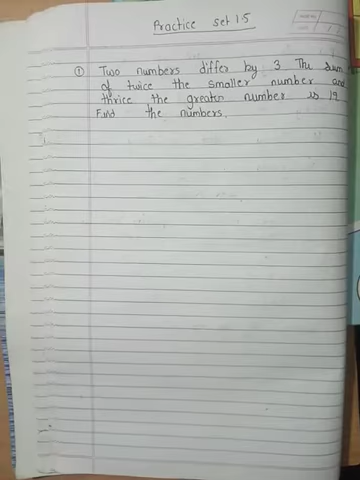 Practice set 1.5
① Two numbers differ by 3 The sum
of twice the smaller number and
thrice the greater number is 19
Find the numbers.